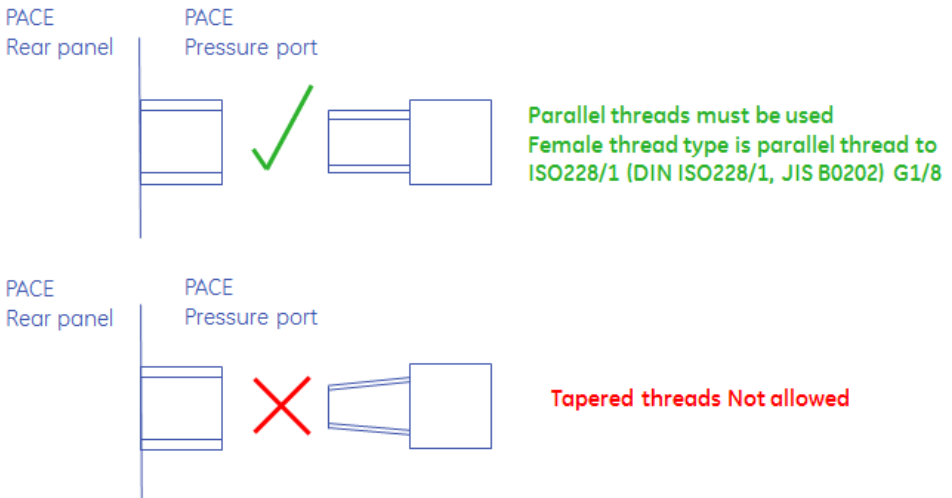 PACE
Rear panel
PACE
Pressure port
Parallel threads must be used
Female thread type is parallel thread to
ISO228/1 (DIN ISO228/1, JIS B0202) G1/8
PACE
Rear panel
PACE
Pressure port
Tapered threads Not allowed